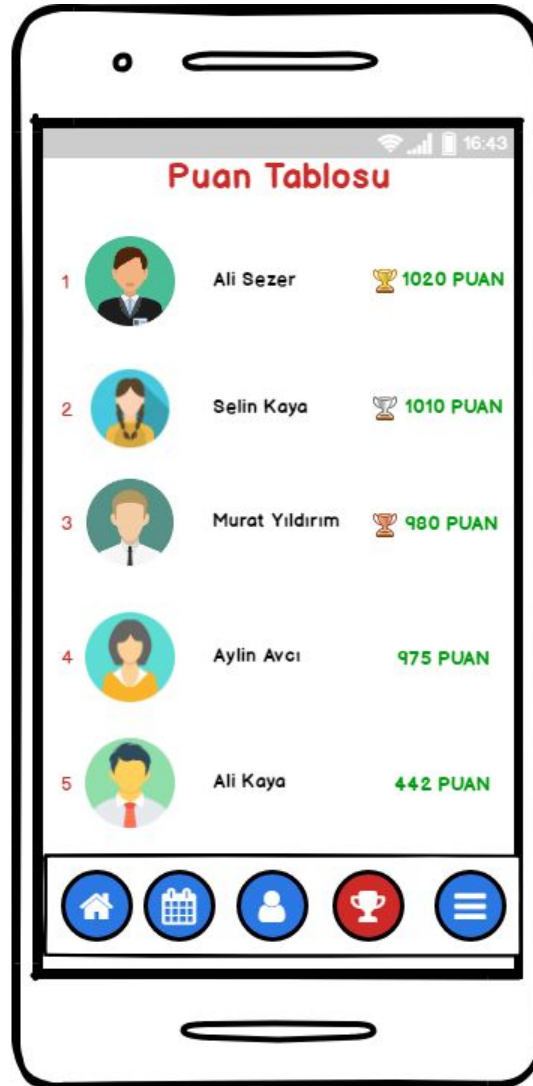 16:43
Puan Tablosu
1 Ali Sezer 1020 PUAN
2 Selin Kaya 1010 PUAN
3 Murat Yıldırım 980 PUAN
4 Aylin Avcı 975 PUAN
5 Ali Kaya 442 PUAN